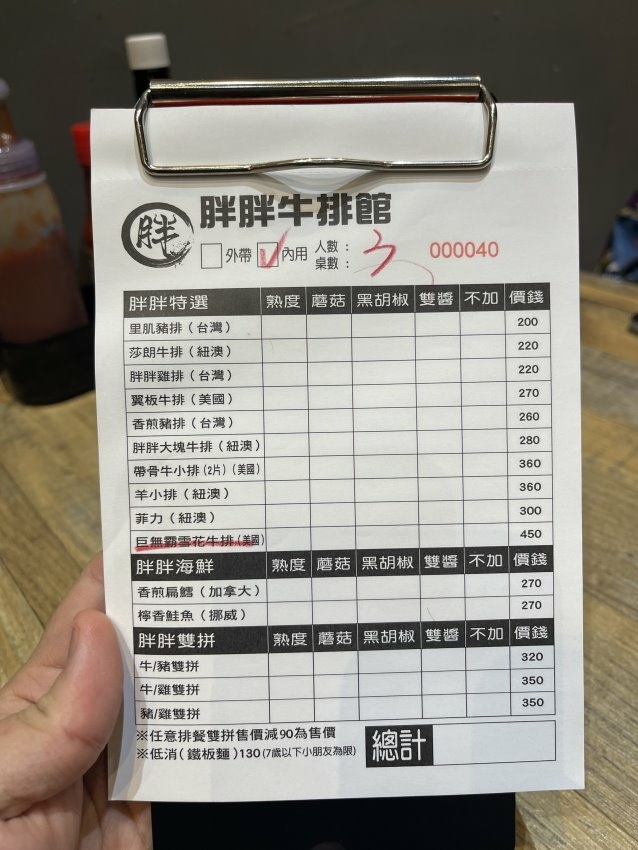 胖 胖胖牛排館
外帶 內用 人數：
桌數： 3 000040
胖胖特選 熟度 蘑菇 黑胡椒 雙醬 不加 價錢
里肌豬排（台灣） 200
莎朗牛排（紐澳） 220
胖胖雞排（台灣） 220
翼板牛排（美國） 270
香煎豬排（台灣） 260
胖胖大塊牛排（紐澳） 280
帶骨牛小排(2片)（美國） 360
羊小排（紐澳） 360
菲力（紐澳） 300
巨無霸雪花牛排（美國） 450
胖胖海鮮 熟度 蘑菇 黑胡椒 雙醬 不加 價錢
香煎扁鱈（加拿大） 270
檸香鮭魚（挪威） 270
胖胖雙拼 熟度 蘑菇 黑胡椒 雙醬 不加 價錢
牛/豬雙拼 320
牛/雞雙拼 350
豬/雞雙拼 350
※任意排餐雙拼售價減90為售價
※低消（鐵板麵）130(7歲以下小朋友為限)
總計